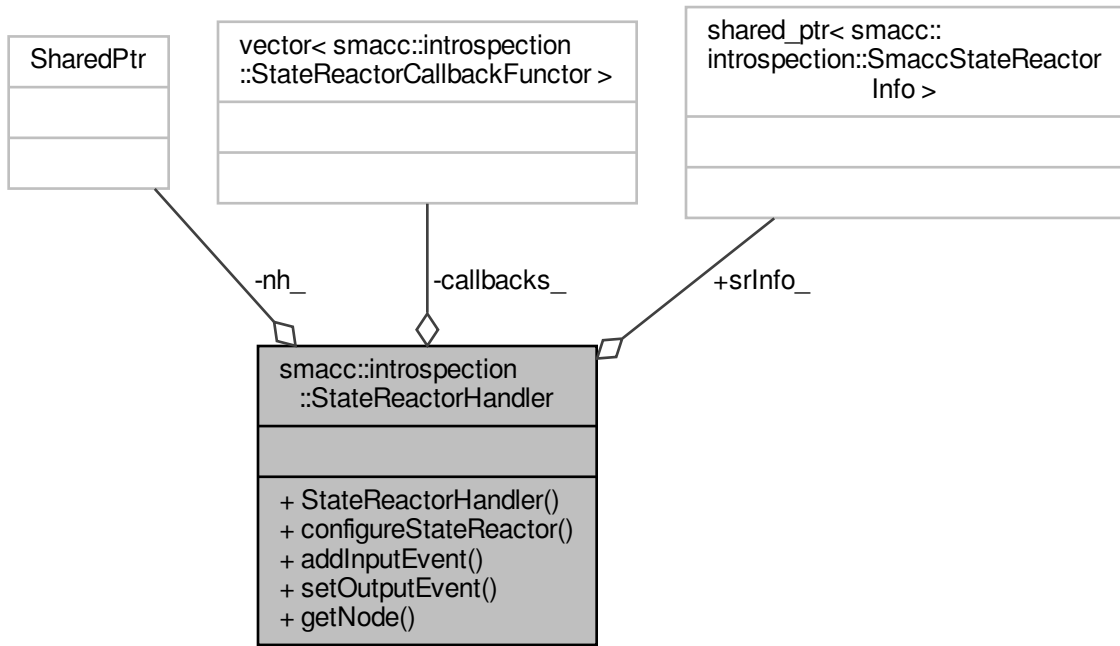 SharedPtr
vector< smacc::introspection
::StateReactorCallbackFunctor >
shared_ptr< smacc::
introspection::SmaccStateReactor
Info >
-nh_
-callbacks_
+srInfo_
smacc::introspection
::StateReactorHandler
+ StateReactorHandler()
+ configureStateReactor()
+ addInputEvent()
+ setOutputEvent()
+ getNode()